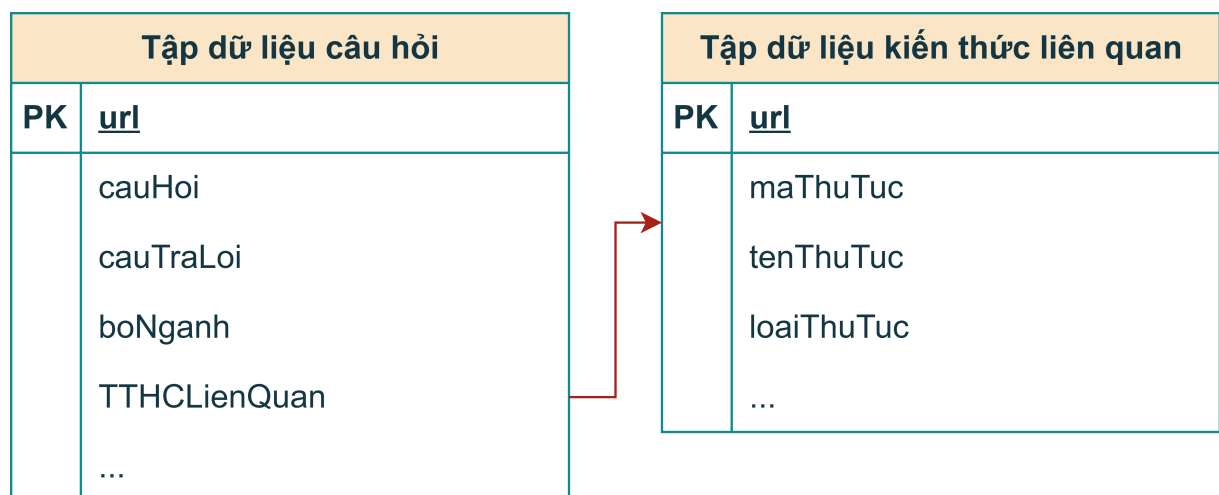 Tập dữ liệu câu hỏi
PK url
cauHoi
cauTraLoi
boNganh
TTHCLienQuan
...
Tập dữ liệu kiến thức liên quan
PK url
maThuTuc
tenThuTuc
loaiThuTuc
...